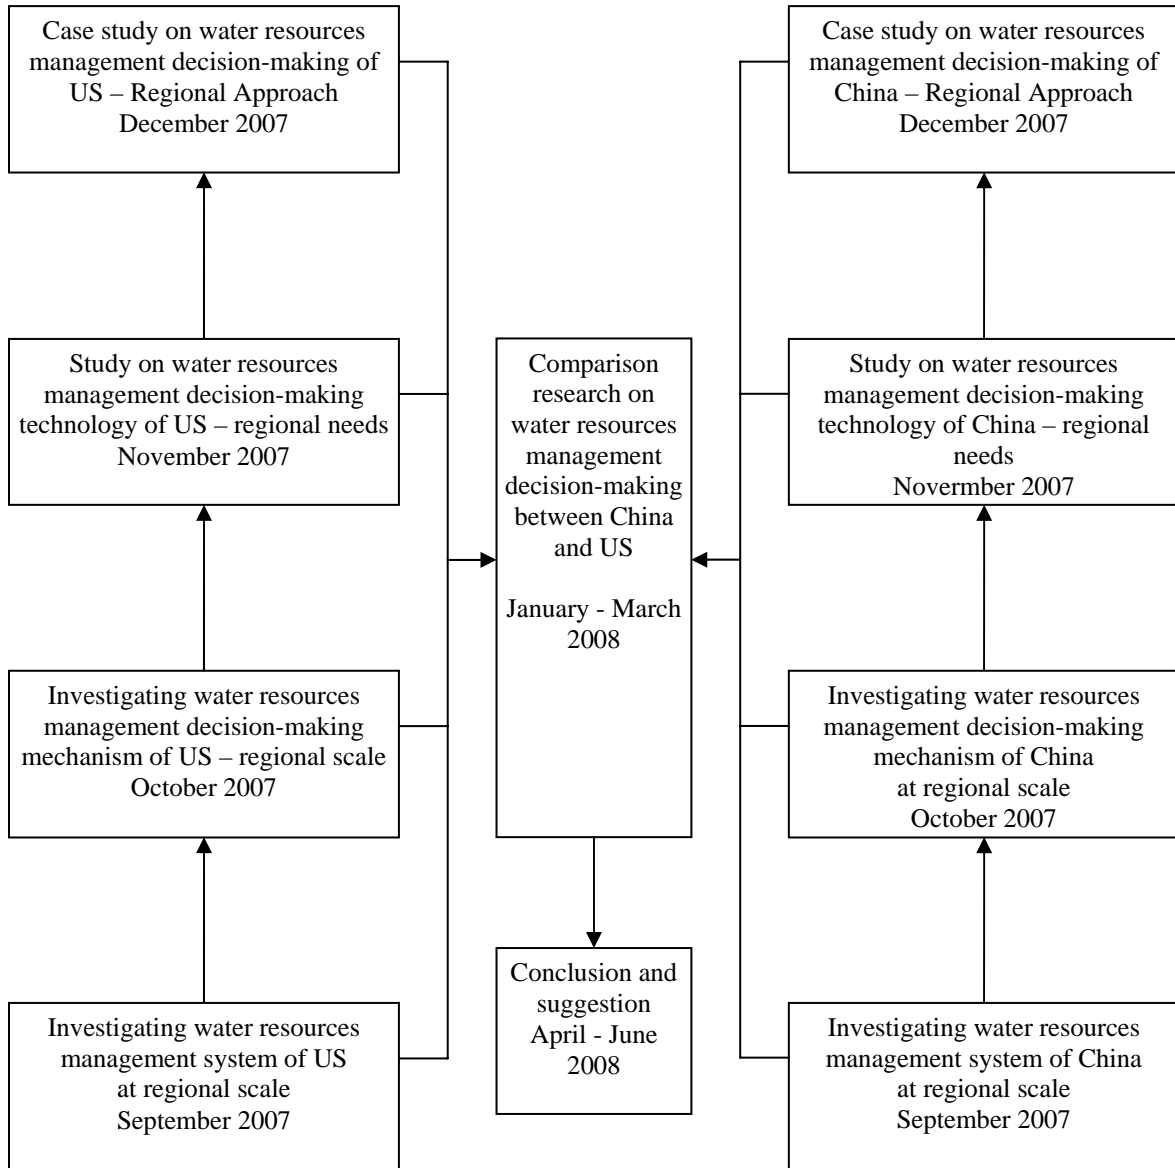 Case study on water resources
management decision-making of
US – Regional Approach
December 2007
Case study on water resources
management decision-making of
China – Regional Approach
December 2007
Study on water resources
management decision-making
technology of US – regional needs
November 2007
Comparison
research on
water resources
management
decision-making
between China
and US
January - March
2008
Study on water resources
management decision-making
technology of China – regional
needs
Novermber 2007
Investigating water resources
management decision-making
mechanism of US – regional scale
October 2007
Investigating water resources
management decision-making
mechanism of China
at regional scale
October 2007
Investigating water resources
management system of US
at regional scale
September 2007
Conclusion and
suggestion
April - June
2008
Investigating water resources
management system of China
at regional scale
September 2007